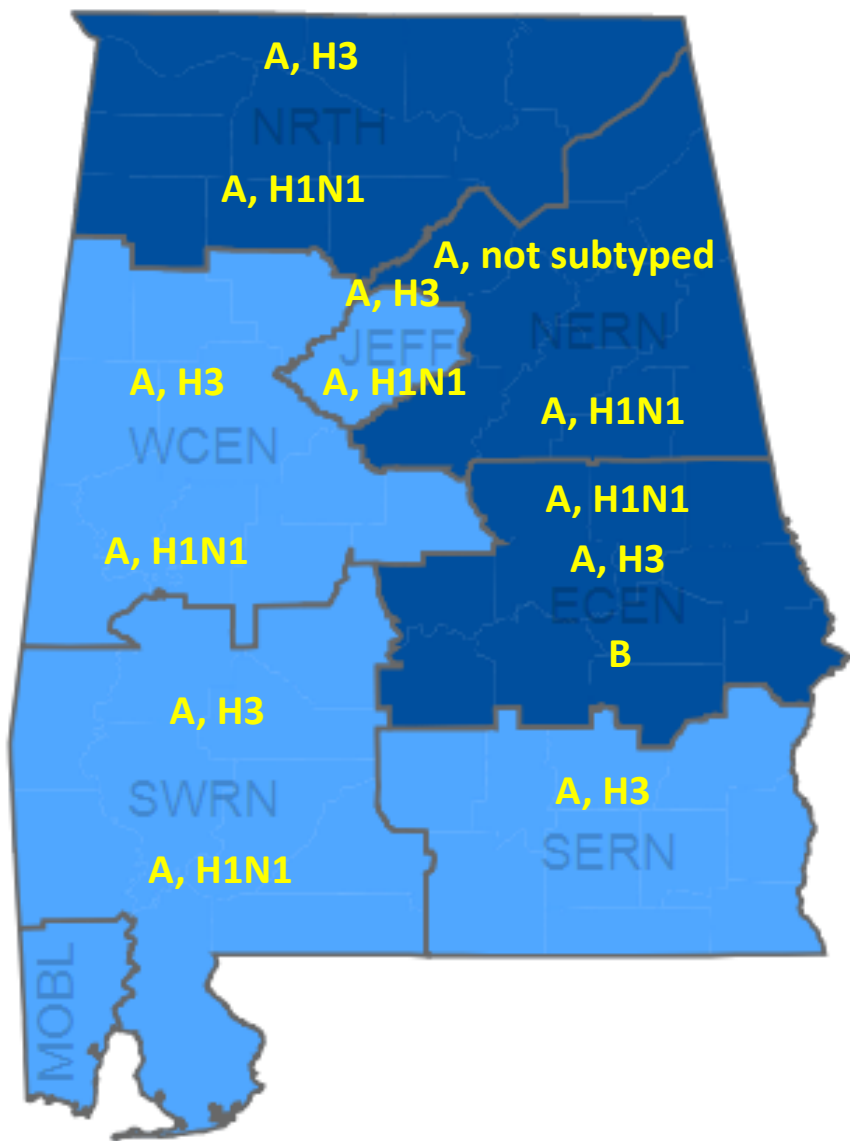 A, H3
NRTH
A, H1N1
A, not subtyped
A, H3
NERN
JEFF
A, H3
A, H1N1
A, H1N1
WCEN
A, H1N1
A, H1N1
A, H3
ECEN
B
A, H3
SWRN
A, H1N1
A, H3
SERN
MOBL